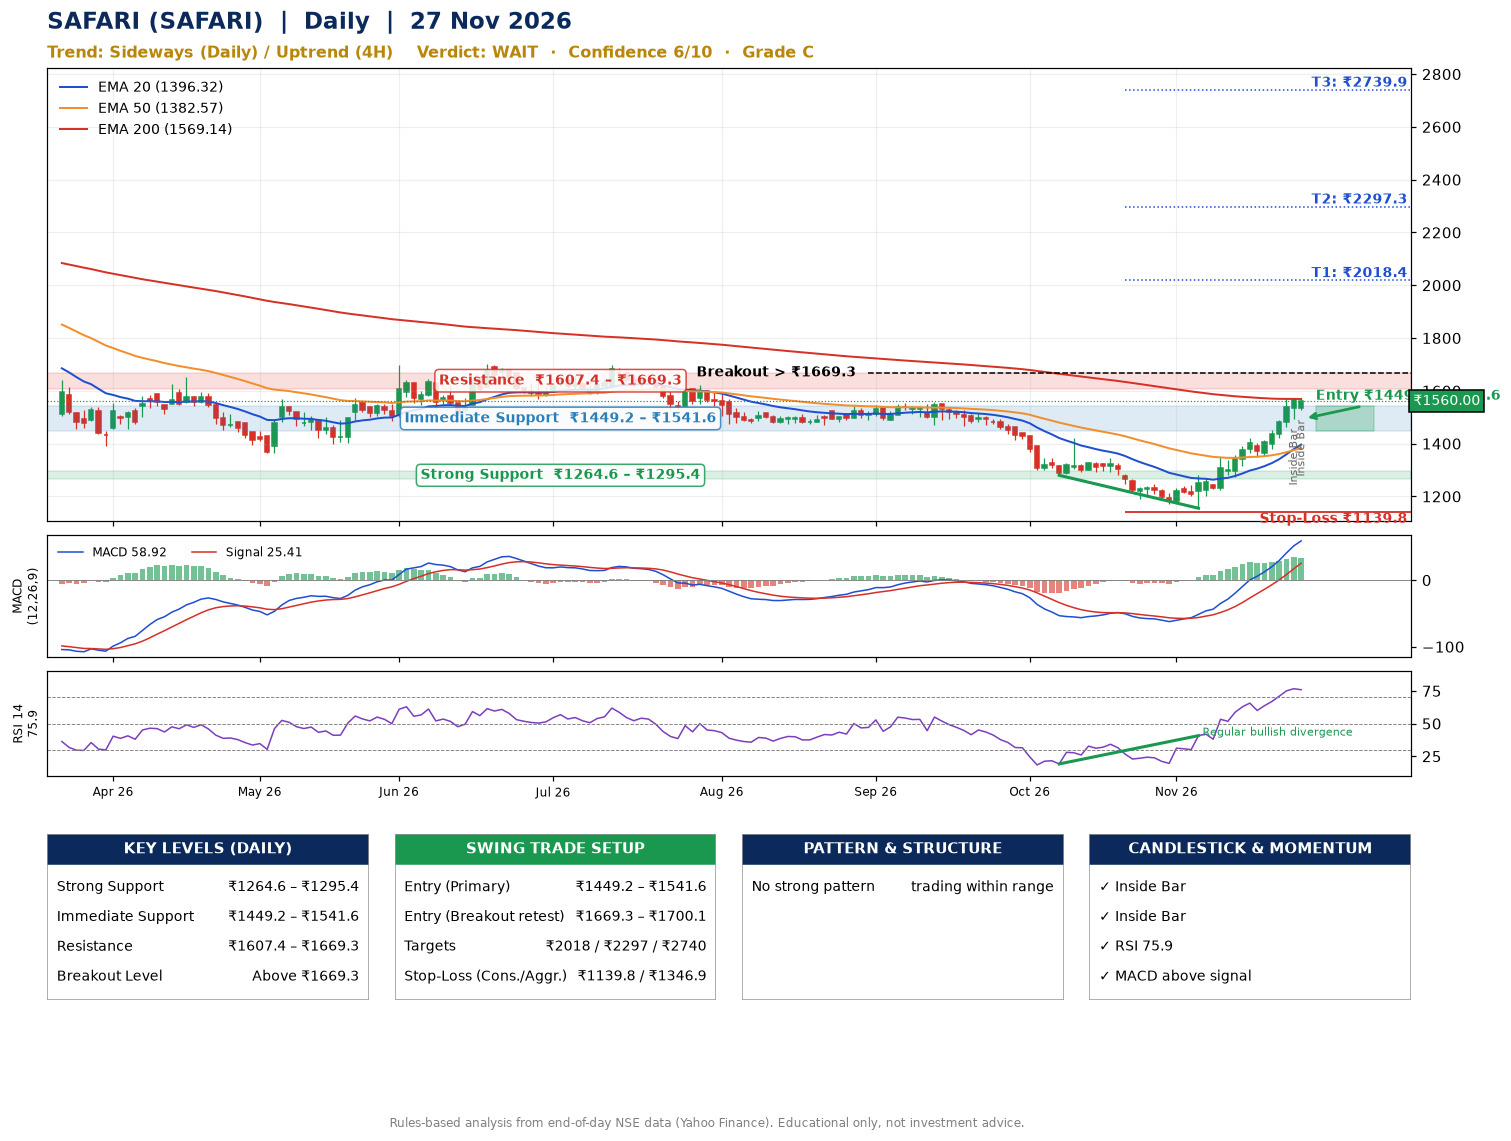 SAFARI (SAFARI) | Daily | 27 Nov 2026
Trend: Sideways (Daily) / Uptrend (4H) Verdict: WAIT · Confidence 6/10 · Grade C
EMA 20 (1396.32)
EMA 50 (1382.57)
EMA 200 (1569.14)
T3: ₹2739.9
T2: ₹2297.3
T1: ₹2018.4
2800
2600
2400
2200
2000
1800
1400
1200
Resistance ₹1607.4 – ₹1669.3
Breakout > ₹1669.3
Immediate Support ₹1449.2 – ₹1541.6
Strong Support ₹1264.6 – ₹1295.4
Entry ₹1449
.6
₹1560.00
Inside Bar
Inside Bar
Stop-Loss ₹1139.8
MACD 58.92
Signal 25.41
MACD
(12,26,9)
0
−100
RSI 14
75.9
75
50
25
Regular bullish divergence
Apr 26
May 26
Jun 26
Jul 26
Aug 26
Sep 26
Oct 26
Nov 26
KEY LEVELS (DAILY)
Strong Support ₹1264.6 – ₹1295.4
Immediate Support ₹1449.2 – ₹1541.6
Resistance ₹1607.4 – ₹1669.3
Breakout Level Above ₹1669.3
SWING TRADE SETUP
Entry (Primary) ₹1449.2 – ₹1541.6
Entry (Breakout retest) ₹1669.3 – ₹1700.1
Targets ₹2018 / ₹2297 / ₹2740
Stop-Loss (Cons./Aggr.) ₹1139.8 / ₹1346.9
PATTERN & STRUCTURE
No strong pattern trading within range
CANDLESTICK & MOMENTUM
✓ Inside Bar
✓ Inside Bar
✓ RSI 75.9
✓ MACD above signal
Rules-based analysis from end-of-day NSE data (Yahoo Finance). Educational only, not investment advice.